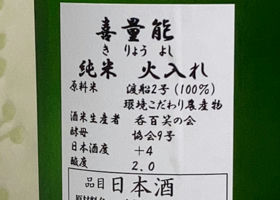 喜量能
きりょうよし
純米 火入れ
原料米 渡船2号(100%)
環境こだわり農産物
酒米生産者 呑百笑の会
酵母 協会9号
日本酒度 +4
酸度 2.0
品目 日本酒